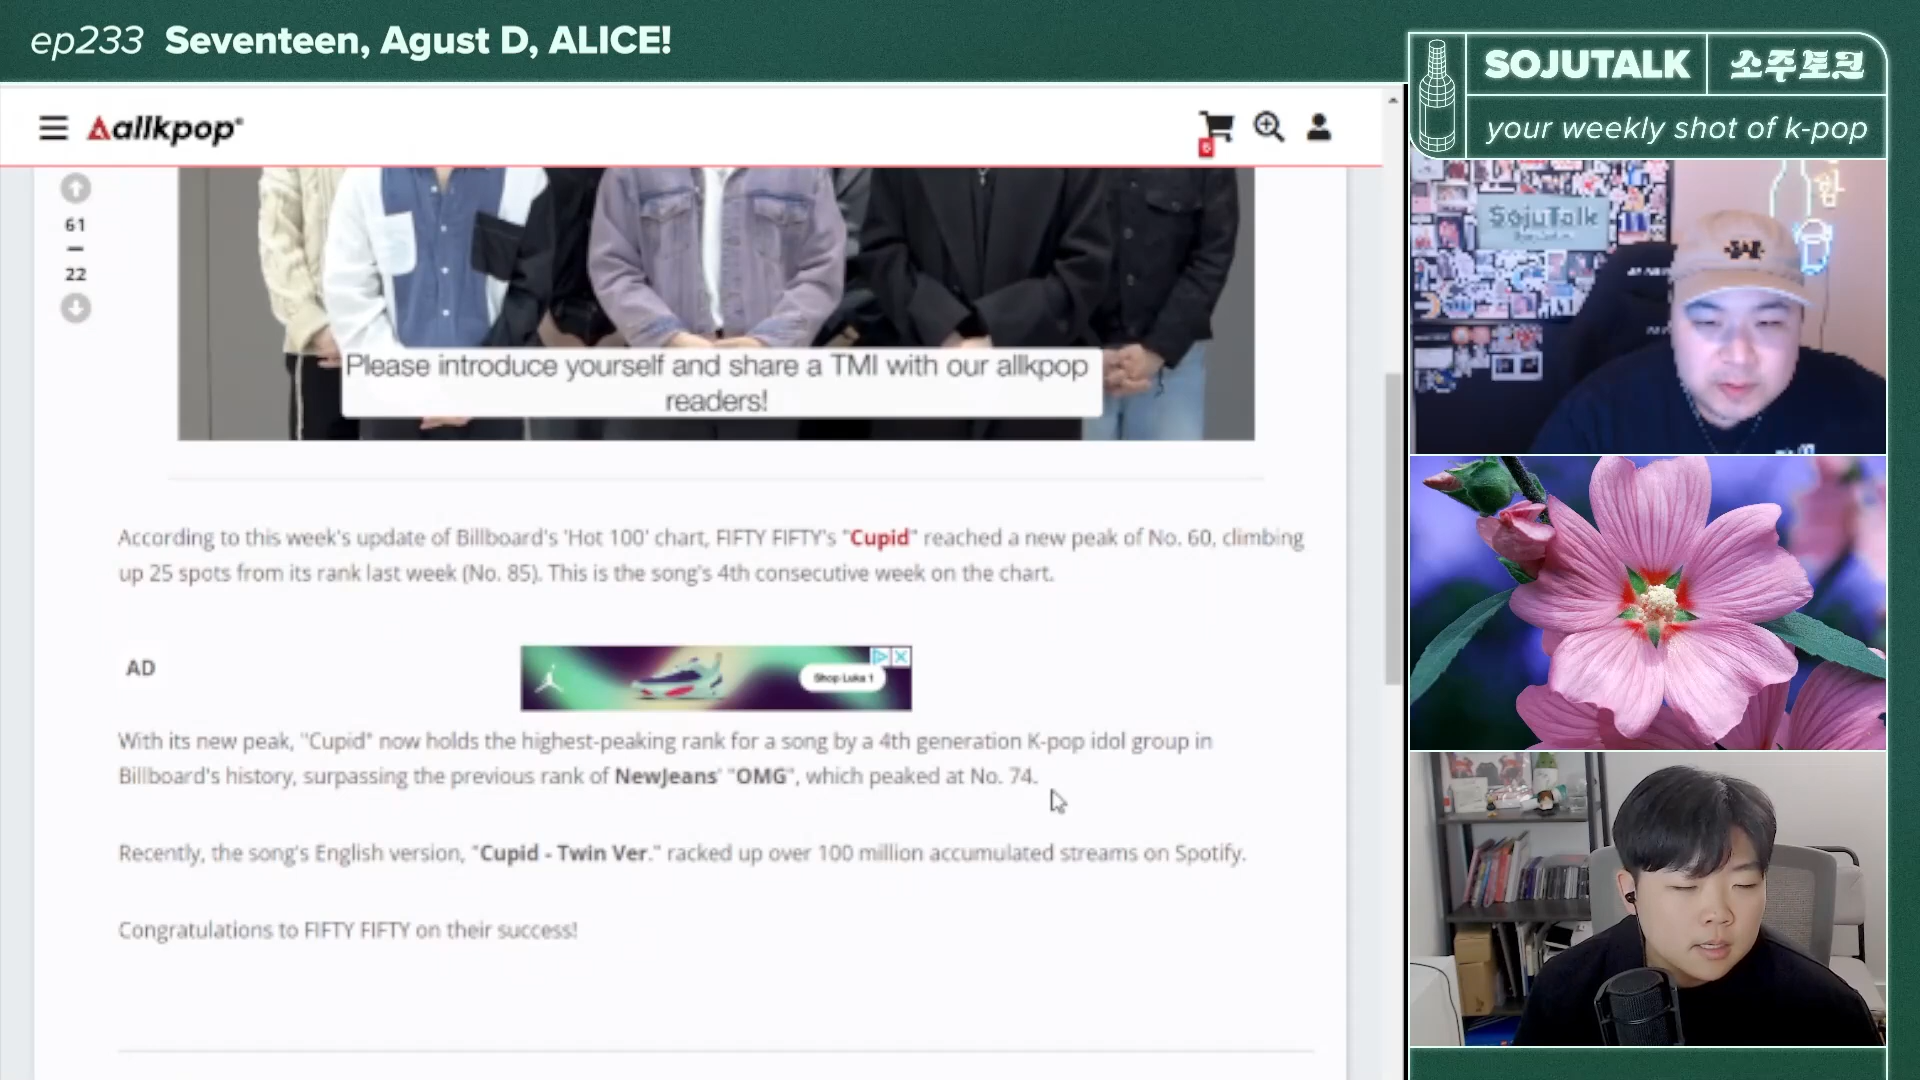 ep233 Seventeen, Agust D, ALICE!
SOJUTALK 소주토크
your weekly shot of k-pop
allkpop
6
61
22
Please introduce yourself and share a TMI with our allkpop
readers!
SojuTalk
According to this week's update of Billboard's 'Hot 100' chart, FIFTY FIFTY's "Cupid" reached a new peak of No. 60, climbing
up 25 spots from its rank last week (No. 85). This is the song's 4th consecutive week on the chart.
AD
Shop Luka 1
With its new peak, "Cupid" now holds the highest-peaking rank for a song by a 4th generation K-pop idol group in
Billboard's history, surpassing the previous rank of NewJeans' "OMG", which peaked at No. 74.
Recently, the song's English version, "Cupid - Twin Ver." racked up over 100 million accumulated streams on Spotify.
Congratulations to FIFTY FIFTY on their success!